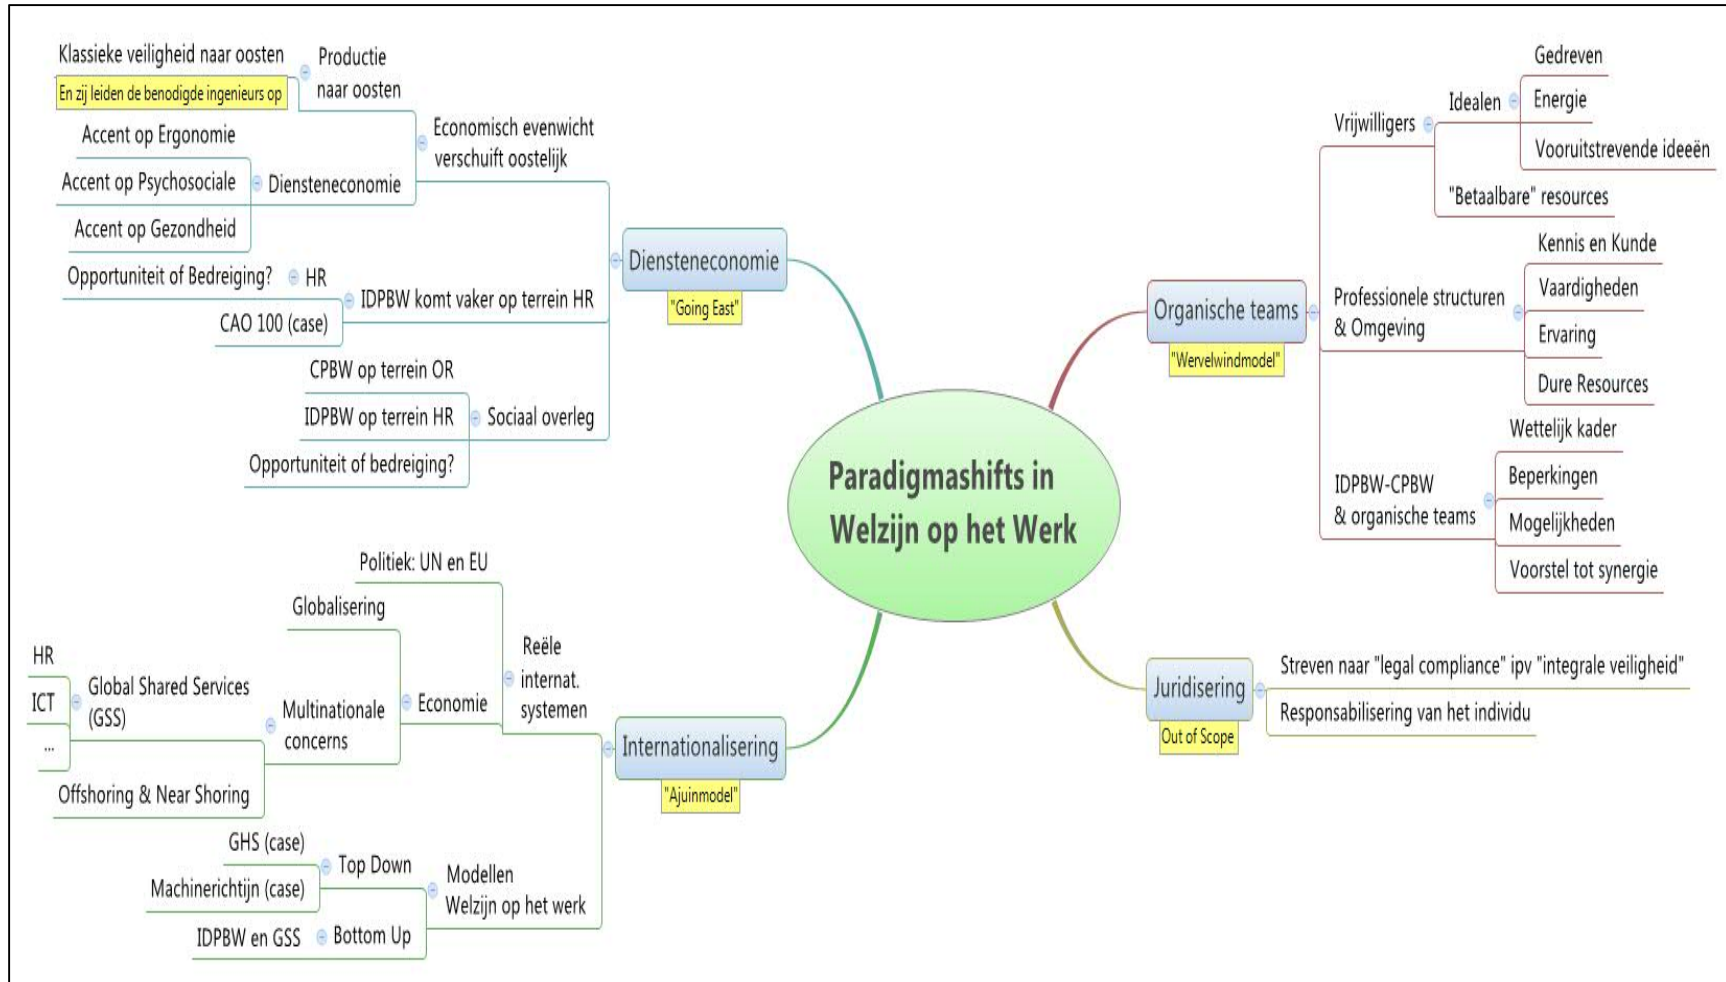 Paradigmashifts in
Welzijn op het Werk
Organische teams
"Wervelwindmodel"
Vrijwilligers
Idealen
Gedreven
Energie
Vooruitstrevende ideeën
"Betaalbare" resources
Professionele structuren
& Omgeving
Kennis en Kunde
Vaardigheden
Ervaring
Dure Resources
IDPBW-CPBW
& organische teams
Wettelijk kader
Beperkingen
Mogelijkheden
Voorstel tot synergie
Juridisering
Out of Scope
Streven naar "legal compliance" ipv "integrale veiligheid"
Responsabilisering van het individu
Diensteneconomie
"Going East"
Economisch evenwicht
verschuift oostelijk
Productie
naar oosten
Klassieke veiligheid naar oosten
En zij leiden de benodigde ingenieurs op
Diensteneconomie
Accent op Ergonomie
Accent op Psychosociale
Accent op Gezondheid
IDPBW komt vaker op terrein HR
HR
Opportuniteit of Bedreiging?
CAO 100 (case)
Sociaal overleg
CPBW op terrein OR
IDPBW op terrein HR
Opportuniteit of bedreiging?
Internationalisering
"Ajuinmodel"
Reële
internat.
systemen
Politiek: UN en EU
Economie
Globalisering
Multinationale
concerns
Global Shared Services
(GSS)
HR
ICT
...
Offshoring & Near Shoring
Modellen
Welzijn op het werk
Top Down
GHS (case)
Machinerichtijn (case)
Bottom Up
IDPBW en GSS